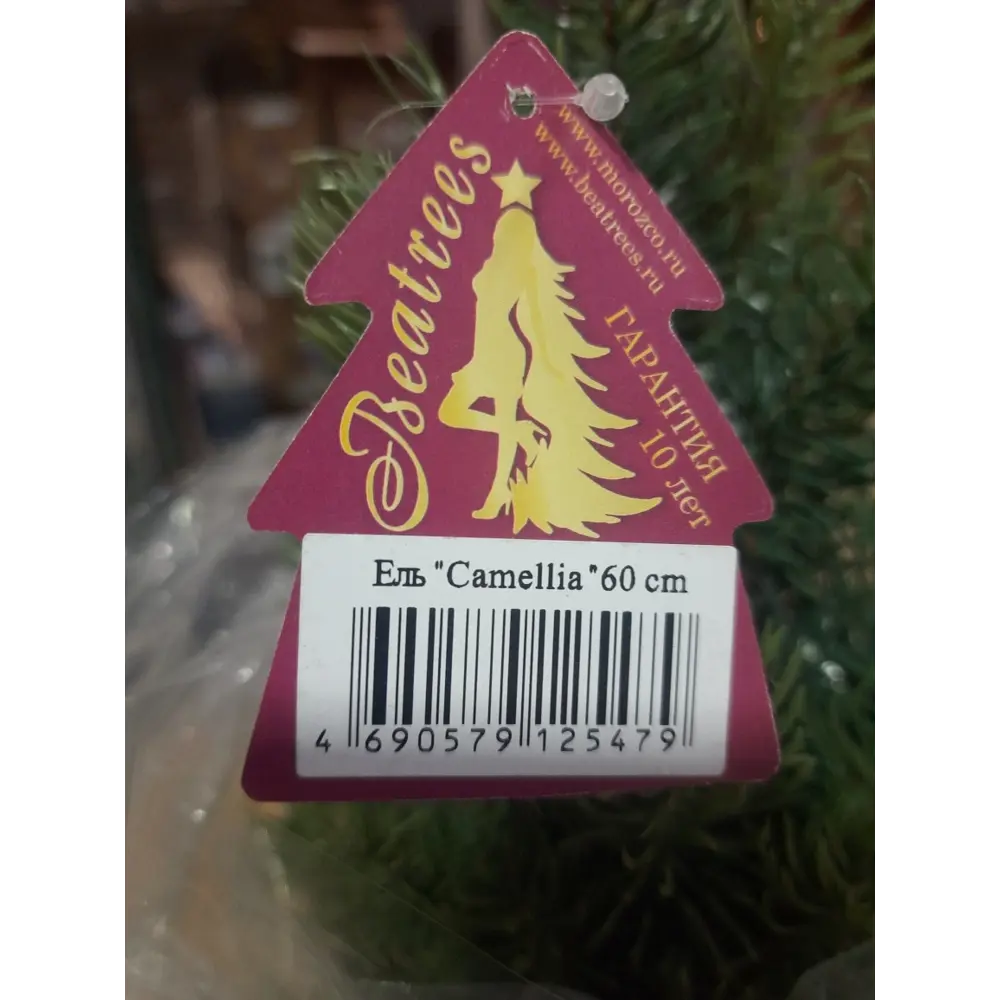 www.morozco.ru
www.beatrees.ru
Beatrees
ГАРАНТИЯ
10 лет
Ель "Camellia"60 cm
4 690579 125479